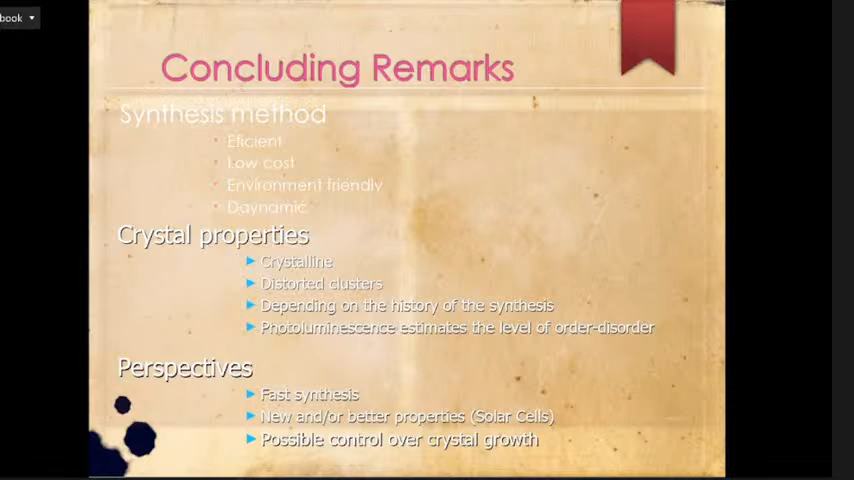 book
Concluding Remarks
Synthesis method
Eficient
Low cost
Environment friendly
Daynamic
Crystal properties
Crystalline
Distorted clusters
Depending on the history of the synthesis
Photoluminescence estimates the level of order-disorder
Perspectives
Fast synthesis
New and/or better properties (Solar Cells)
Possible control over crystal growth